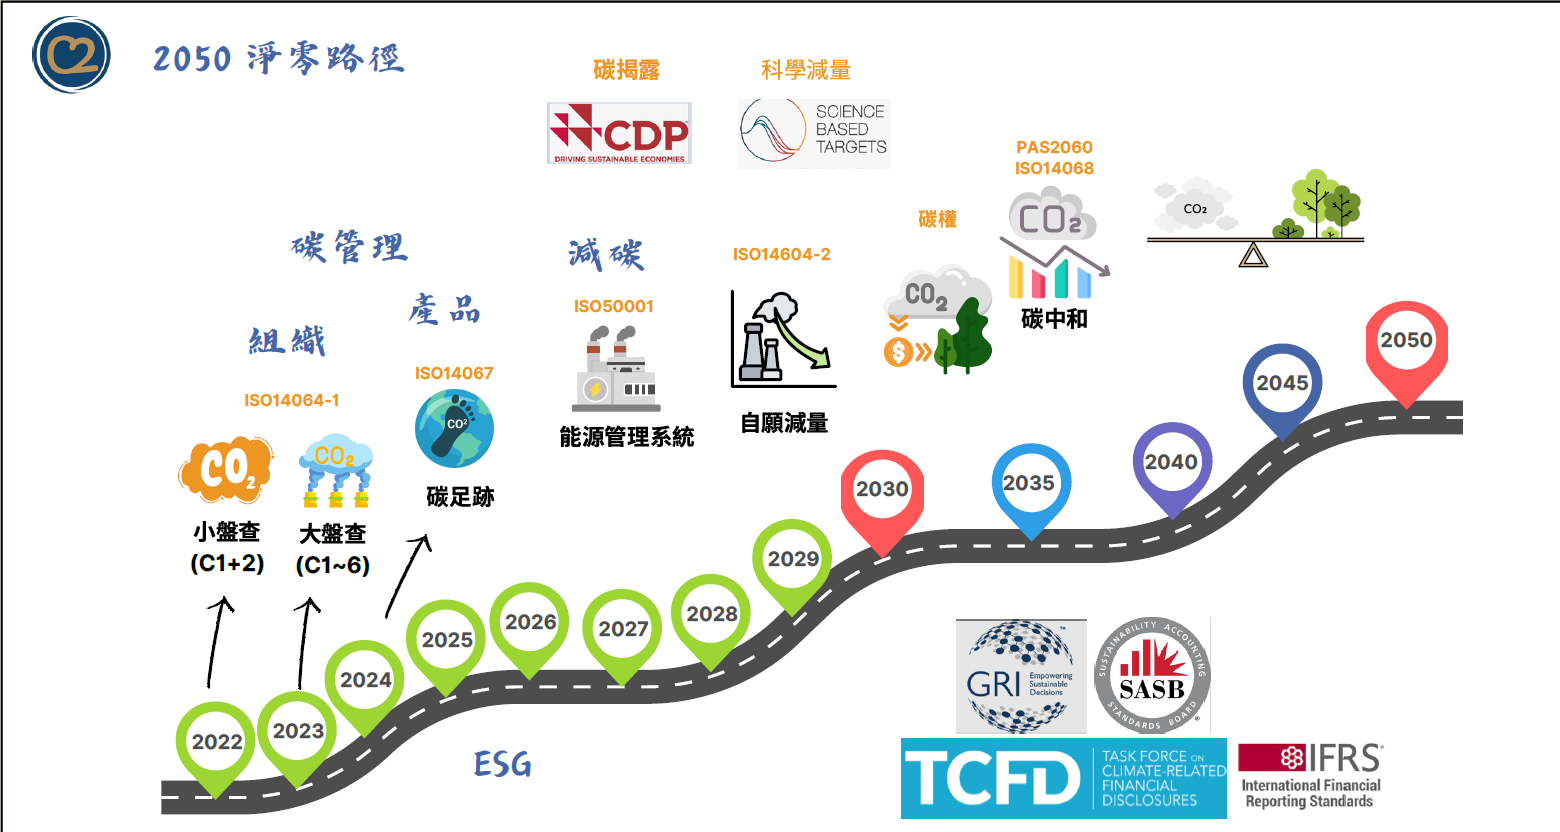 2050 淨零路徑
碳揭露
科學減量
CDP
DRIVING SUSTAINABLE ECONOMIES
SCIENCE
BASED
TARGETS
PAS2060
ISO14068
CO₂
碳中和
CO₂
碳權
CO₂
$
碳管理
減碳
ISO14604-2
自願減量
ISO50001
能源管理系統
產品
組織
ISO14067
CO²
碳足跡
ISO14064-1
CO₂
小盤查
(C1+2)
CO₂
大盤查
(C1~6)
2022
2023
2024
2025
2026
2027
2028
2029
2030
2035
2040
2045
2050
ESG
GRI
Empowering
Sustainable
Decisions
™
SUSTAINABILITY ACCOUNTING
SASB
STANDARDS BOARD
®
TCFD
TASK FORCE ON
CLIMATE-RELATED
FINANCIAL
DISCLOSURES
IFRS®
International Financial
Reporting Standards